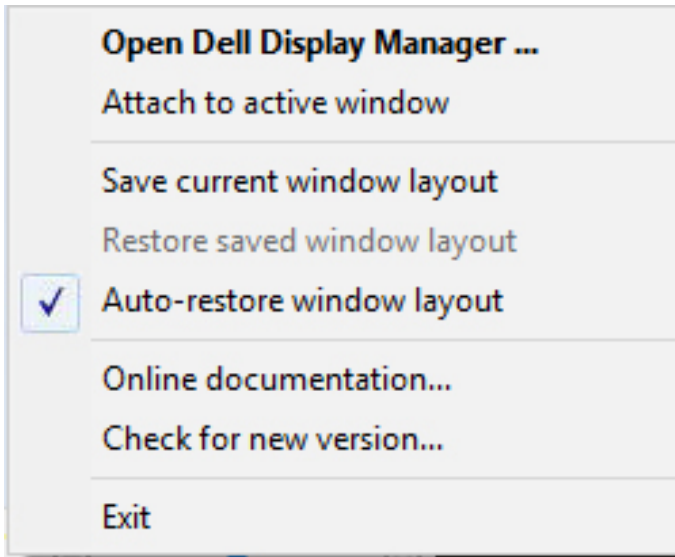 Open Dell Display Manager ...
Attach to active window
Save current window layout
Restore saved window layout
Auto-restore window layout
Online documentation...
Check for new version...
Exit